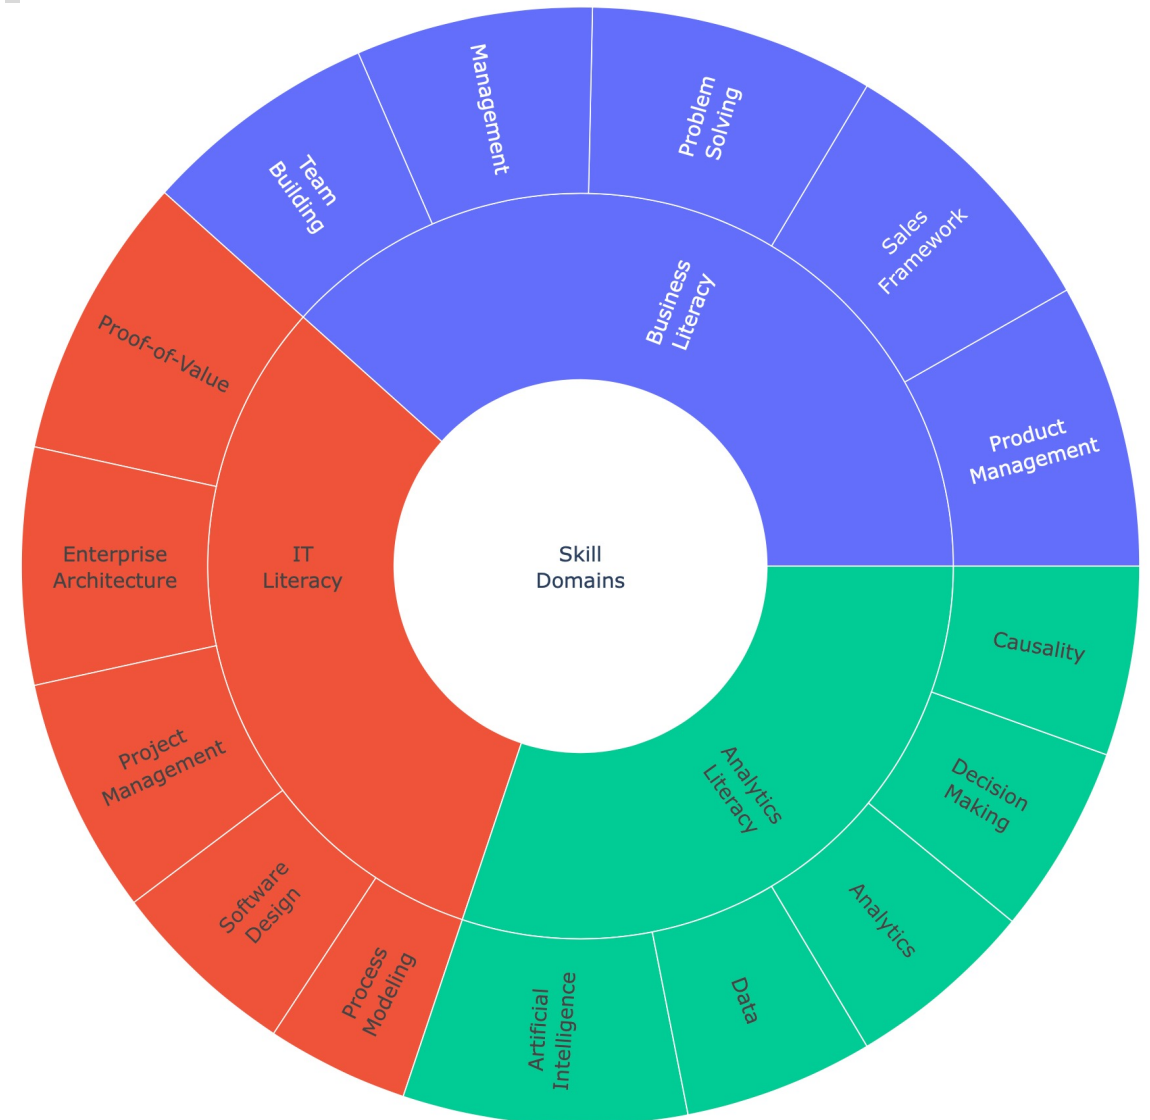 Skill
Domains
Business
Literacy
Product
Management
Sales
Framework
Problem
Solving
Management
Team
Building
IT
Literacy
Proof-of-Value
Enterprise
Architecture
Project
Management
Software
Design
Process
Modeling
Analytics
Literacy
Artificial
Intelligence
Data
Analytics
Decision
Making
Causality